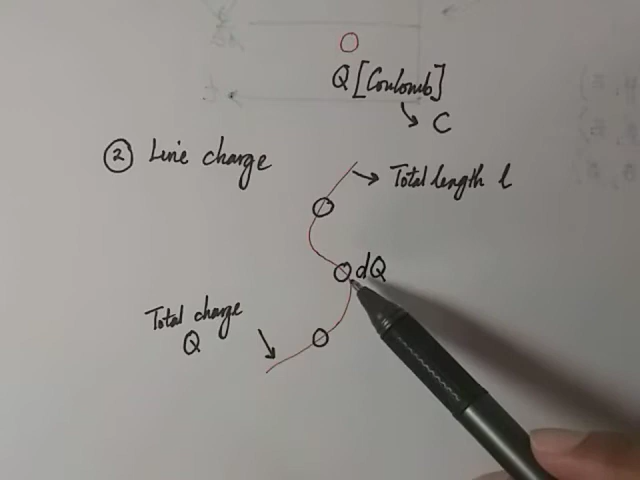 Q [Coulomb]
C
② Line charge
Total length l
dQ
Total charge
Q